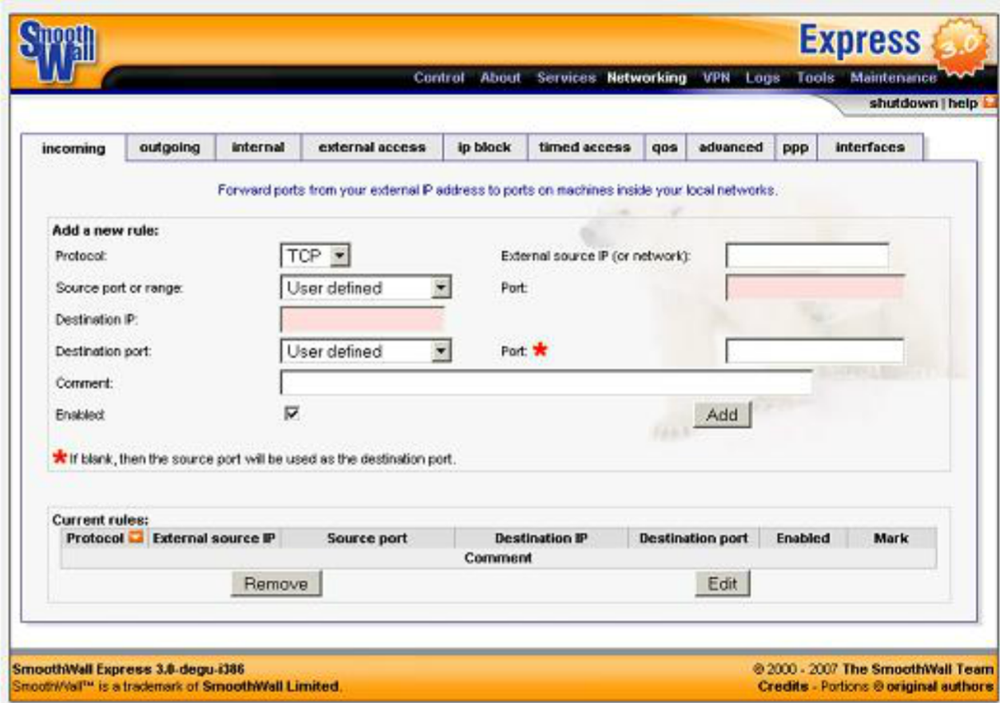 Smooth Wall
Express 3.0
Control About Services Networking VPN Logs Tools Maintenance
shutdown | help
incoming outgoing internal external access ip block timed access qos advanced ppp interfaces
Forward ports from your external IP address to ports on machines inside your local networks.
Add a new rule:
Protocol: TCP External source IP (or network):
Source port or range: User defined Port:
Destination IP:
Destination port: User defined Port: *
Comment:
Enabled:
Add
* If blank, then the source port will be used as the destination port.
Current rules:
Protocol External source IP Source port Destination IP Destination port Enabled Mark
Comment
Remove Edit
SmoothWall Express 3.0-degu-i386 © 2000 - 2007 The SmoothWall Team
SmoothWall™ is a trademark of SmoothWall Limited. Credits - Portions © original authors